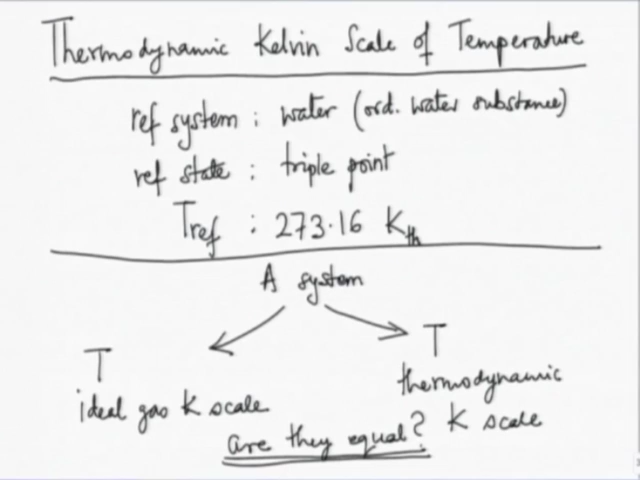 Thermodynamic Kelvin Scale of Temperature
ref system : water (ord. water substance)
ref state : triple point
Tref : 273.16 Kth
A system
T
ideal gas K scale
T
thermodynamic
K scale
are they equal?